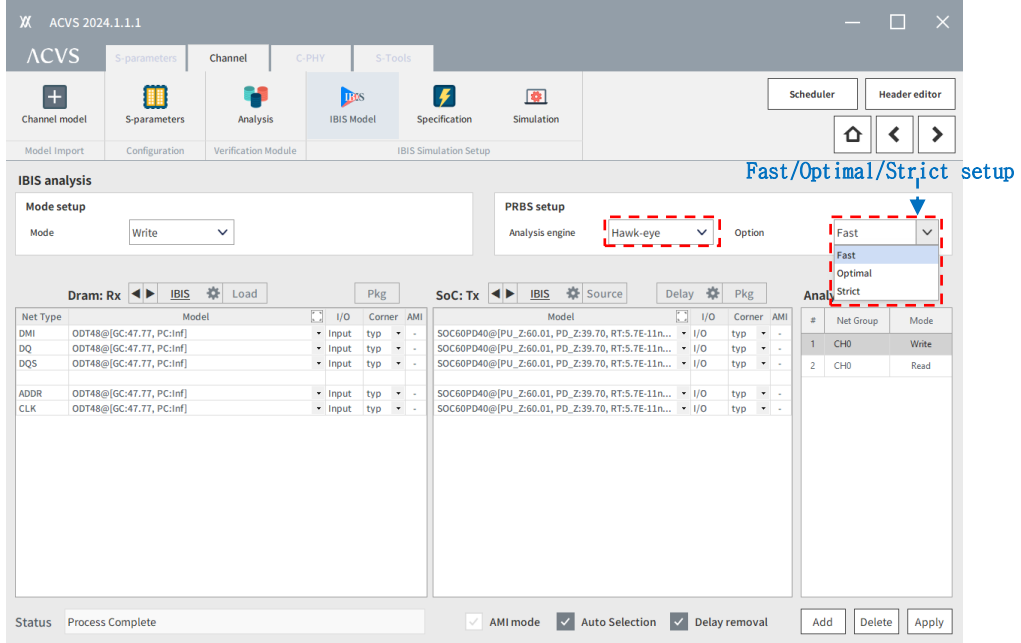 ACVS 2024.1.1.1
ACVS
S-parameters Channel C-PHY S-Tools
Channel model S-parameters Analysis IBIS Model Specification Simulation
Scheduler Header editor
Model Import Configuration Verification Module IBIS Simulation Setup
Fast/Optimal/Strict setup
IBIS analysis
Mode setup
Mode Write
PRBS setup
Analysis engine Hawk-eye Option Fast
Fast
Optimal
Strict
Dram: Rx IBIS Load Pkg
SoC: Tx IBIS Source Delay Pkg
Net Type Model I/O Corner AMI
DMI ODT48@[GC:47.77, PC:Inf] Input typ -
DQ ODT48@[GC:47.77, PC:Inf] Input typ -
DQS ODT48@[GC:47.77, PC:Inf] Input typ -
ADDR ODT48@[GC:47.77, PC:Inf] Input typ -
CLK ODT48@[GC:47.77, PC:Inf] Input typ -
Model I/O Corner AMI
SOC60PD40@[PU_Z:60.01, PD_Z:39.70, RT:5.7E-11n... I/O typ -
SOC60PD40@[PU_Z:60.01, PD_Z:39.70, RT:5.7E-11n... I/O typ -
SOC60PD40@[PU_Z:60.01, PD_Z:39.70, RT:5.7E-11n... I/O typ -
SOC60PD40@[PU_Z:60.01, PD_Z:39.70, RT:5.7E-11n... I/O typ -
SOC60PD40@[PU_Z:60.01, PD_Z:39.70, RT:5.7E-11n... I/O typ -
# Net Group Mode
1 CH0 Write
2 CH0 Read
Status Process Complete
AMI mode Auto Selection Delay removal
Add Delete Apply